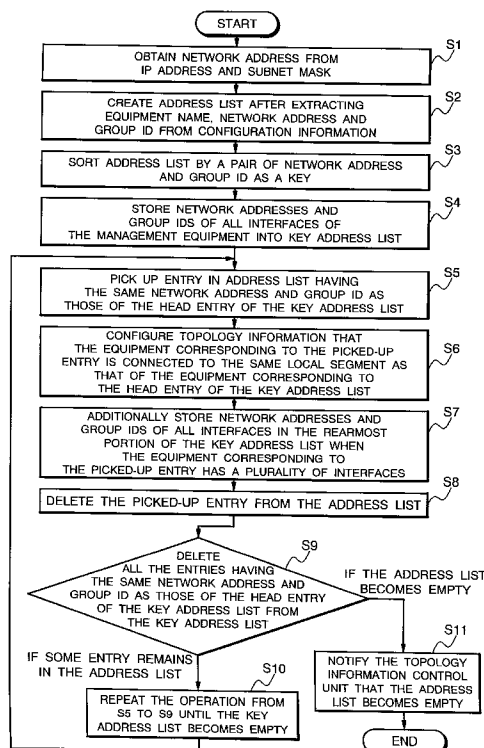 START
S1
OBTAIN NETWORK ADDRESS FROM
IP ADDRESS AND SUBNET MASK
S2
CREATE ADDRESS LIST AFTER EXTRACTING
EQUIPMENT NAME, NETWORK ADDRESS AND
GROUP ID FROM CONFIGURATION INFORMATION
S3
SORT ADDRESS LIST BY A PAIR OF NETWORK ADDRESS
AND GROUP ID AS A KEY
S4
STORE NETWORK ADDRESSES AND
GROUP IDS OF ALL INTERFACES OF
THE MANAGEMENT EQUIPMENT INTO KEY ADDRESS LIST
S5
PICK UP ENTRY IN ADDRESS LIST HAVING
THE SAME NETWORK ADDRESS AND GROUP ID AS
THOSE OF THE HEAD ENTRY OF THE KEY ADDRESS LIST
S6
CONFIGURE TOPOLOGY INFORMATION THAT
THE EQUIPMENT CORRESPONDING TO THE PICKED-UP
ENTRY IS CONNECTED TO THE SAME LOCAL SEGMENT AS
THAT OF THE EQUIPMENT CORRESPONDING TO
THE HEAD ENTRY OF THE KEY ADDRESS LIST
S7
ADDITIONALLY STORE NETWORK ADDRESSES AND
GROUP IDS OF ALL INTERFACES IN THE REARMOST
PORTION OF THE KEY ADDRESS LIST WHEN
THE EQUIPMENT CORRESPONDING TO
THE PICKED-UP ENTRY HAS A PLURALITY OF INTERFACES
S8
DELETE THE PICKED-UP ENTRY FROM THE ADDRESS LIST
S9
DELETE
ALL THE ENTRIES HAVING
THE SAME NETWORK ADDRESS AND
GROUP ID AS THOSE OF THE HEAD ENTRY
OF THE KEY ADDRESS LIST FROM
THE KEY ADDRESS LIST
IF THE ADDRESS LIST
BECOMES EMPTY
IF SOME ENTRY REMAINS
IN THE ADDRESS LIST
S10
REPEAT THE OPERATION FROM
S5 TO S9 UNTIL THE KEY
ADDRESS LIST BECOMES EMPTY
S11
NOTIFY THE TOPOLOGY
INFORMATION CONTROL
UNIT THAT THE ADDRESS
LIST BECOMES EMPTY
END